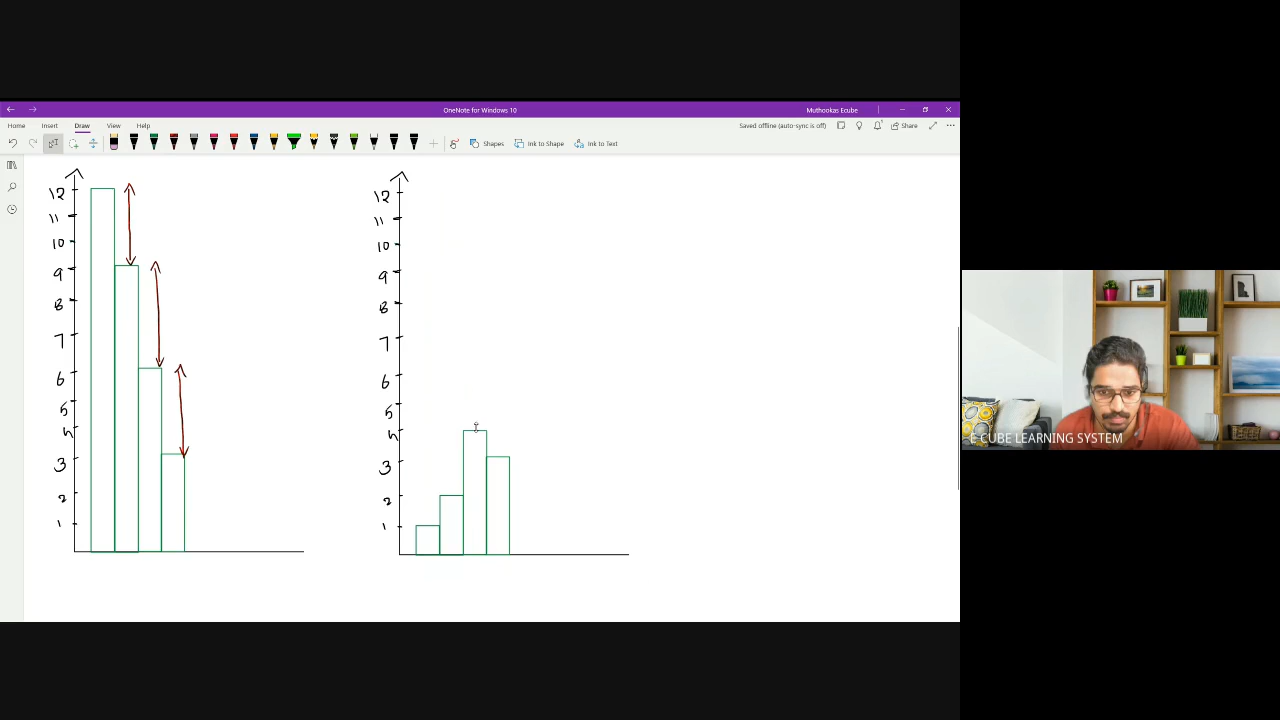 OneNote for Windows 10
Muthookas Ecube
Home Insert Draw View Help
Saved offline (auto-sync is off)
Share
Shapes
Ink to Shape
Ink to Text
12
11
10
9
8
7
6
5
4
3
2
1
12
11
10
9
8
7
6
5
4
3
2
1
E CUBE LEARNING SYSTEM